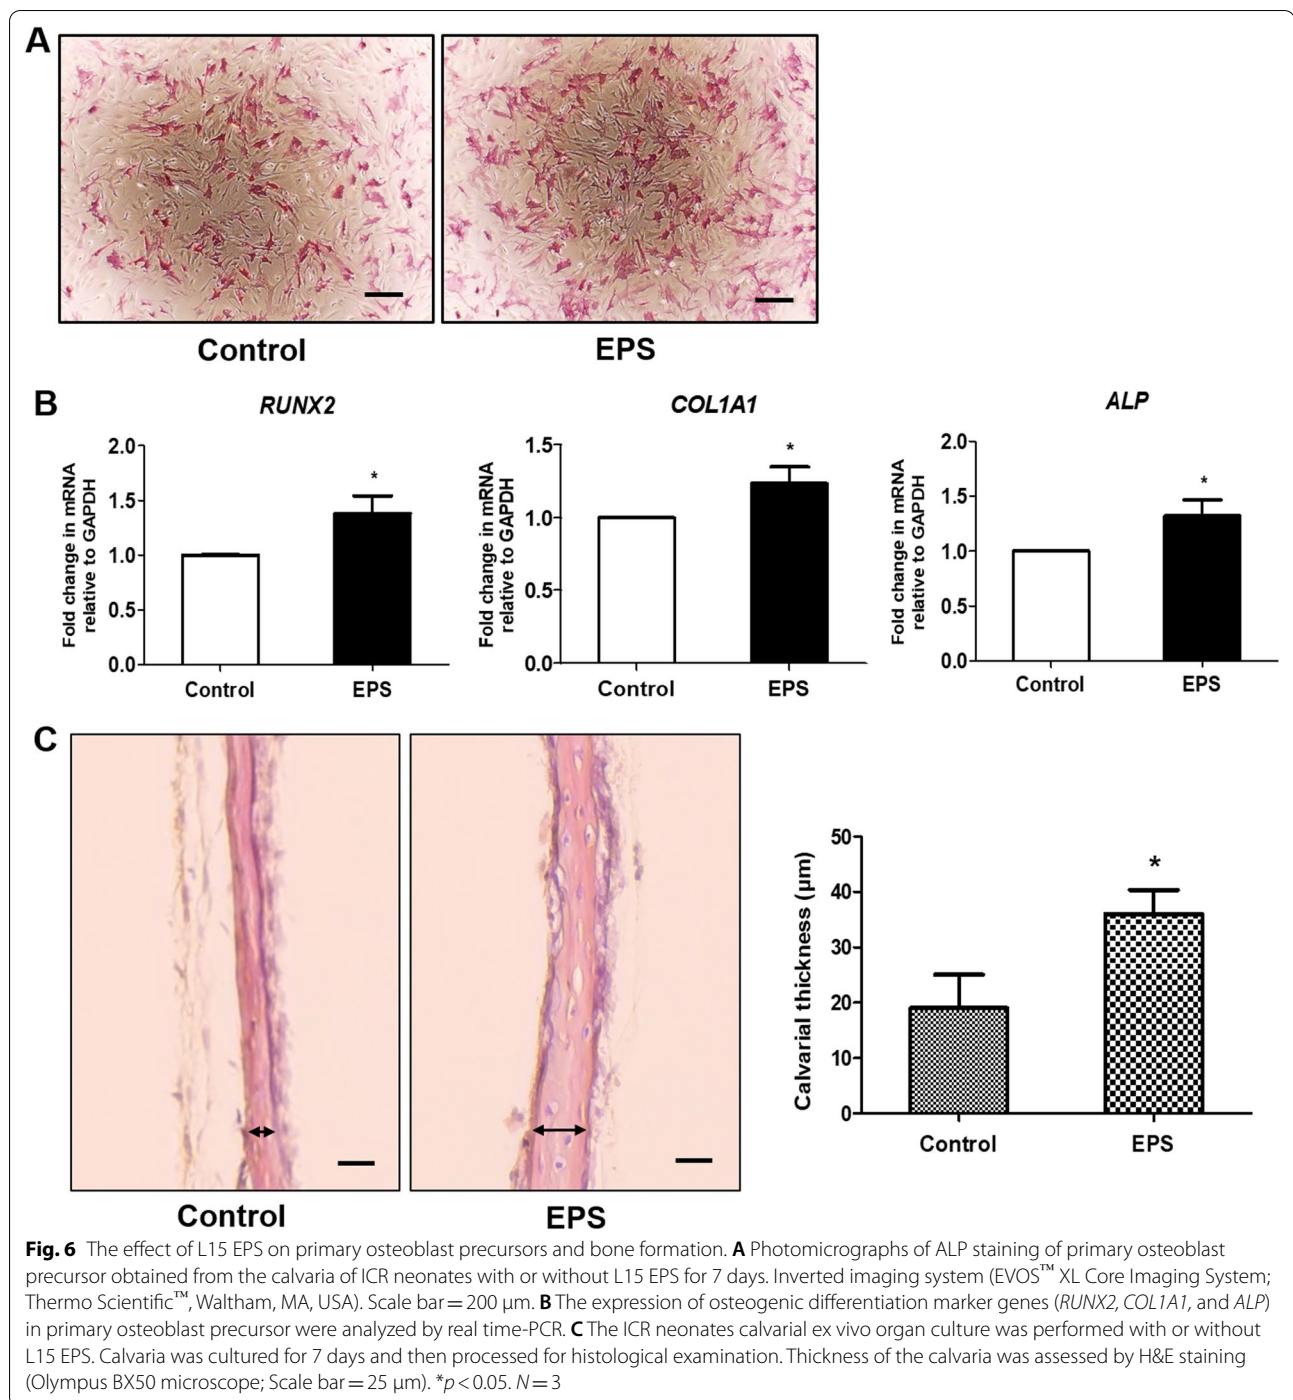 A
Control
EPS
B
RUNX2
Fold change in mRNA
relative to GAPDH
2.0
1.5
1.0
0.5
0.0
*
Control
EPS
COL1A1
Fold change in mRNA
relative to GAPDH
1.5
1.0
0.5
0.0
*
Control
EPS
ALP
Fold change in mRNA
relative to GAPDH
2.0
1.5
1.0
0.5
0.0
*
Control
EPS
C
Control
EPS
Calvarial thickness (µm)
50
40
30
20
10
0
*
Control
EPS
Fig. 6 The effect of L15 EPS on primary osteoblast precursors and bone formation. A Photomicrographs of ALP staining of primary osteoblast
precursor obtained from the calvaria of ICR neonates with or without L15 EPS for 7 days. Inverted imaging system (EVOS™ XL Core Imaging System;
Thermo Scientific™, Waltham, MA, USA). Scale bar = 200 µm. B The expression of osteogenic differentiation marker genes (RUNX2, COL1A1, and ALP)
in primary osteoblast precursor were analyzed by real time-PCR. C The ICR neonates calvarial ex vivo organ culture was performed with or without
L15 EPS. Calvaria was cultured for 7 days and then processed for histological examination. Thickness of the calvaria was assessed by H&E staining
(Olympus BX50 microscope; Scale bar = 25 µm). *p < 0.05. N = 3